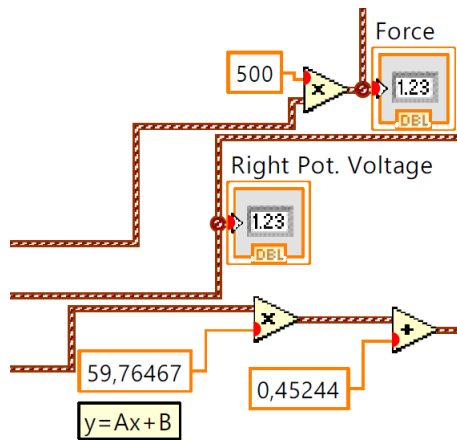 Force
500
x
1.23
DBL
Right Pot. Voltage
1.23
DBL
x
+
59,76467
0,45244
y=Ax+B